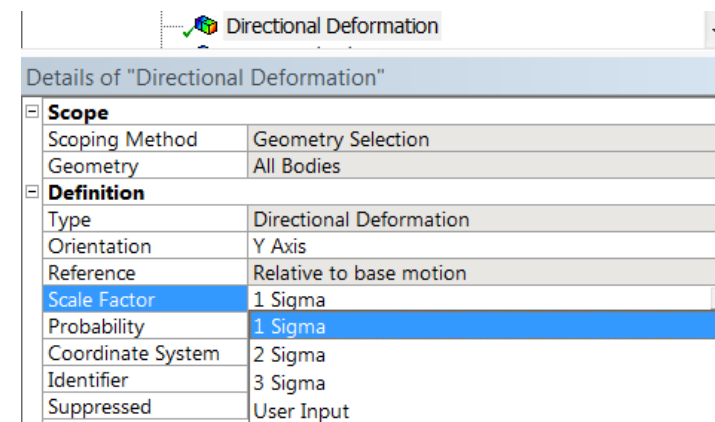 Directional Deformation
Details of "Directional Deformation"
Scope
Scoping Method Geometry Selection
Geometry All Bodies
Definition
Type Directional Deformation
Orientation Y Axis
Reference Relative to base motion
Scale Factor 1 Sigma
Probability 1 Sigma
Coordinate System 2 Sigma
Identifier 3 Sigma
Suppressed User Input